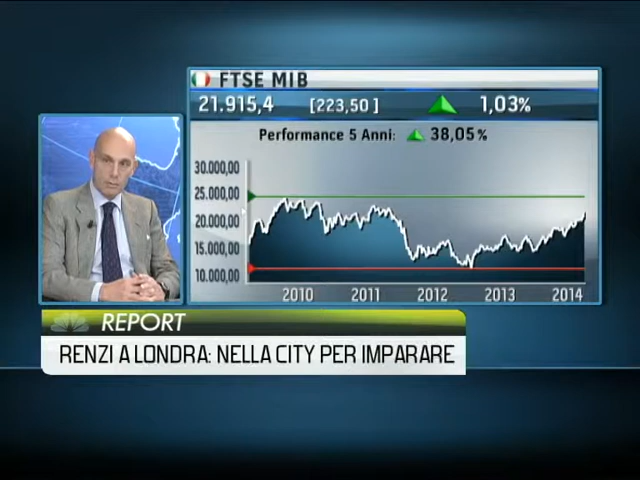 FTSE MIB
21.915,4 [223,50] 1,03%
Performance 5 Anni: 38,05%
30.000,00
25.000,00
20.000,00
15.000,00
10.000,00
2010 2011 2012 2013 2014
REPORT
RENZI A LONDRA: NELLA CITY PER IMPARARE